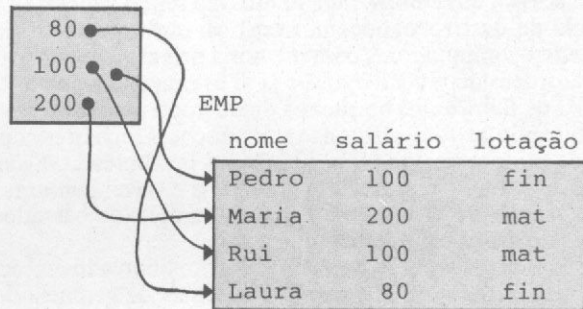 80
100
200
EMP
nome salário lotação
Pedro 100 fin
Maria 200 mat
Rui 100 mat
Laura 80 fin